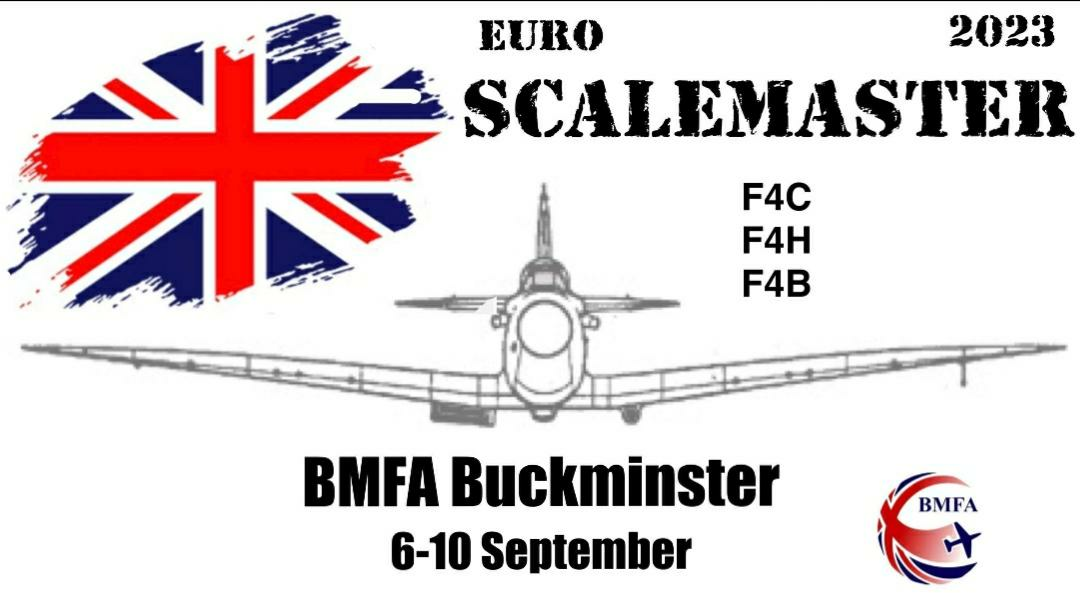 EURO
2023
SCALEMASTER
F4C
F4H
F4B
BMFA Buckminster
6-10 September
BMFA